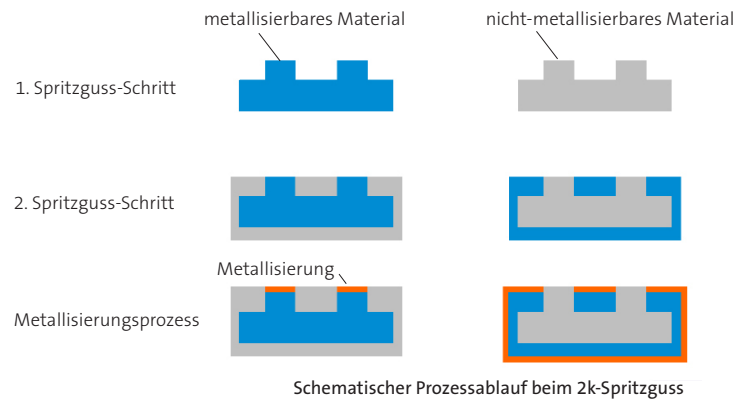 metallisierbares Material
nicht-metallisierbares Material
1. Spritzguss-Schritt
2. Spritzguss-Schritt
Metallisierung
Metallisierungsprozess
Schematischer Prozessablauf beim 2k-Spritzguss